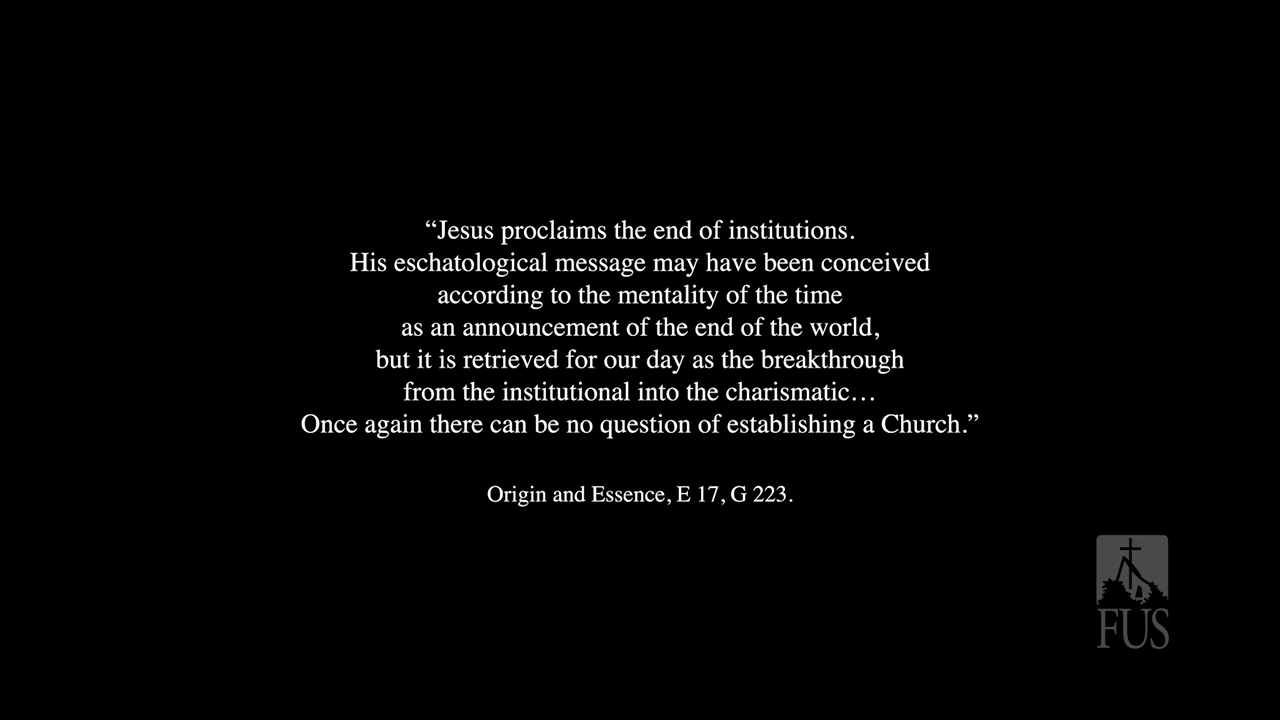 “Jesus proclaims the end of institutions.
His eschatological message may have been conceived
according to the mentality of the time
as an announcement of the end of the world,
but it is retrieved for our day as the breakthrough
from the institutional into the charismatic…
Once again there can be no question of establishing a Church.”
Origin and Essence, E 17, G 223.
FUS